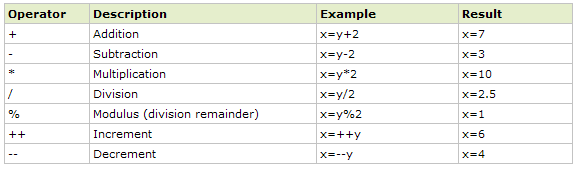 Operator Description Example Result
+ Addition x=y+2 x=7
- Subtraction x=y-2 x=3
* Multiplication x=y*2 x=10
/ Division x=y/2 x=2.5
% Modulus (division remainder) x=y%2 x=1
++ Increment x=++y x=6
-- Decrement x=--y x=4